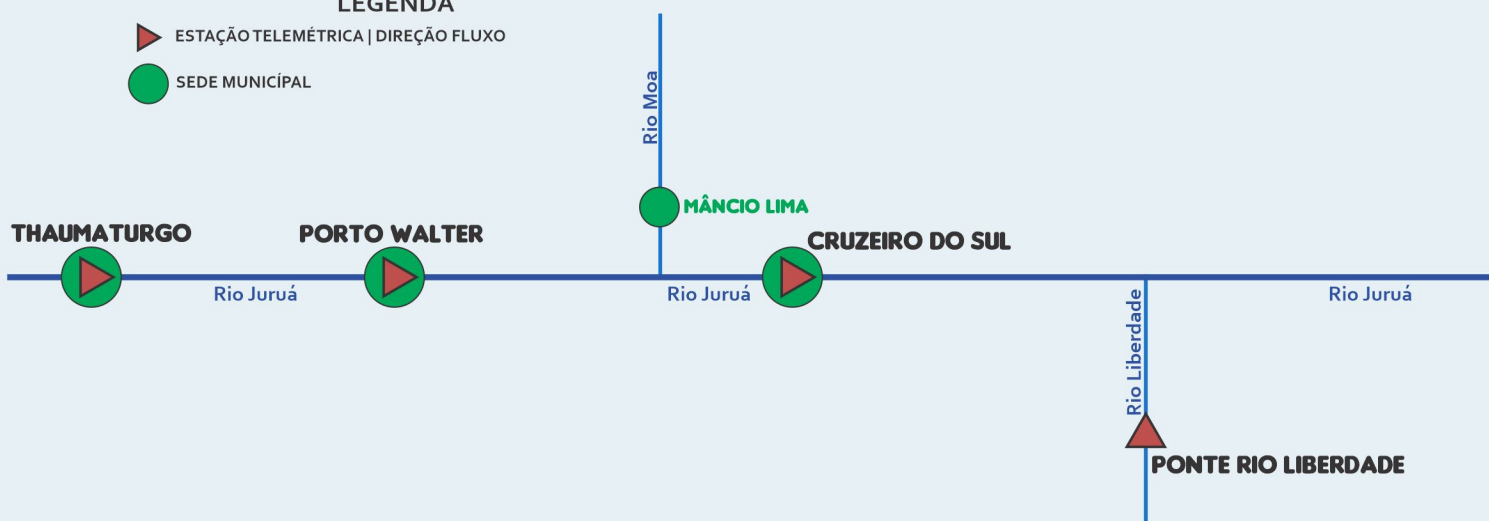 LEGENDA
ESTAÇÃO TELEMÉTRICA | DIREÇÃO FLUXO
SEDE MUNICÍPAL
Rio Moa
MÂNCIO LIMA
THAUMATURGO
PORTO WALTER
CRUZEIRO DO SUL
Rio Juruá
Rio Juruá
Rio Juruá
Rio Liberdade
PONTE RIO LIBERDADE